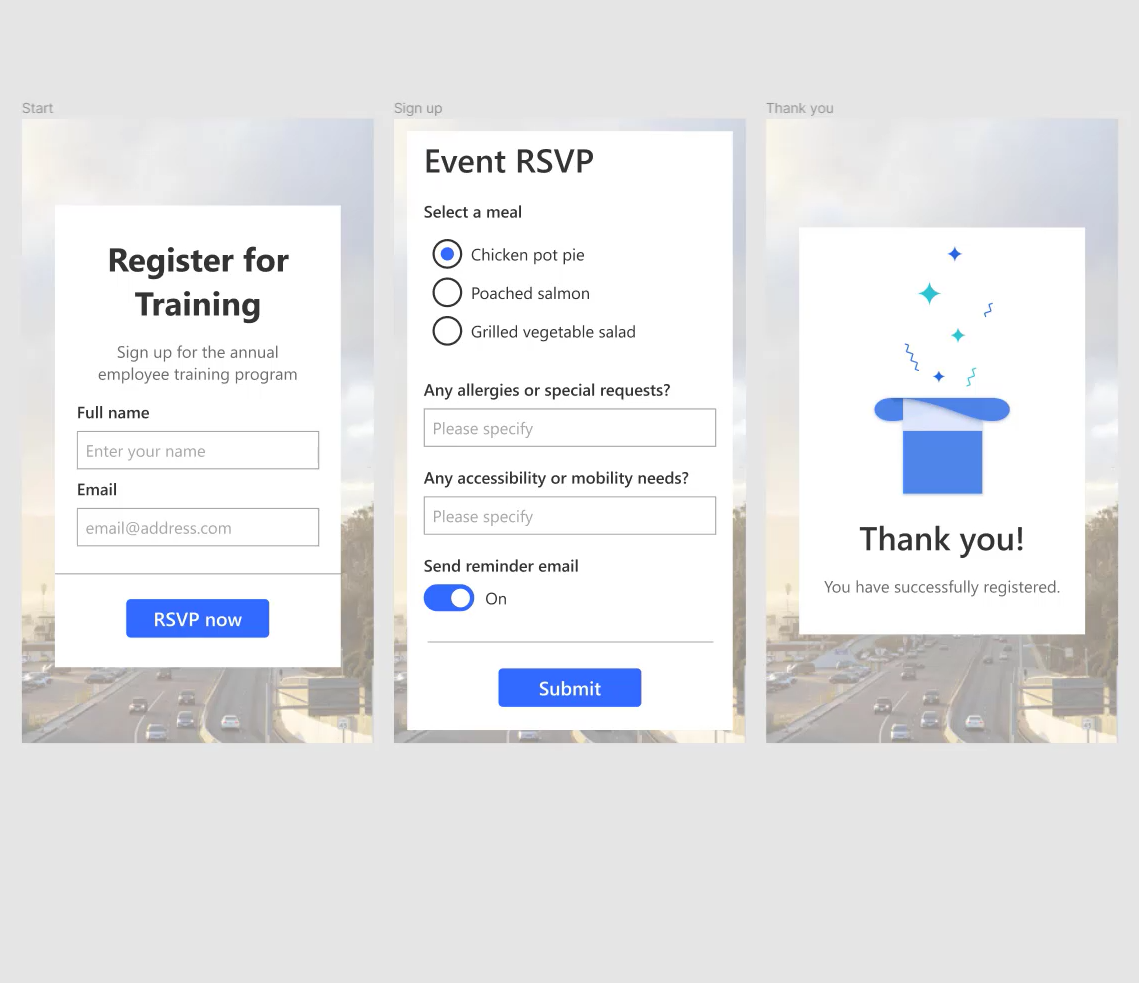 Start
Register for
Training
Sign up for the annual
employee training program
Full name
Enter your name
Email
email@address.com
RSVP now
Sign up
Event RSVP
Select a meal
Chicken pot pie
Poached salmon
Grilled vegetable salad
Any allergies or special requests?
Please specify
Any accessibility or mobility needs?
Please specify
Send reminder email
On
Submit
Thank you
Thank you!
You have successfully registered.